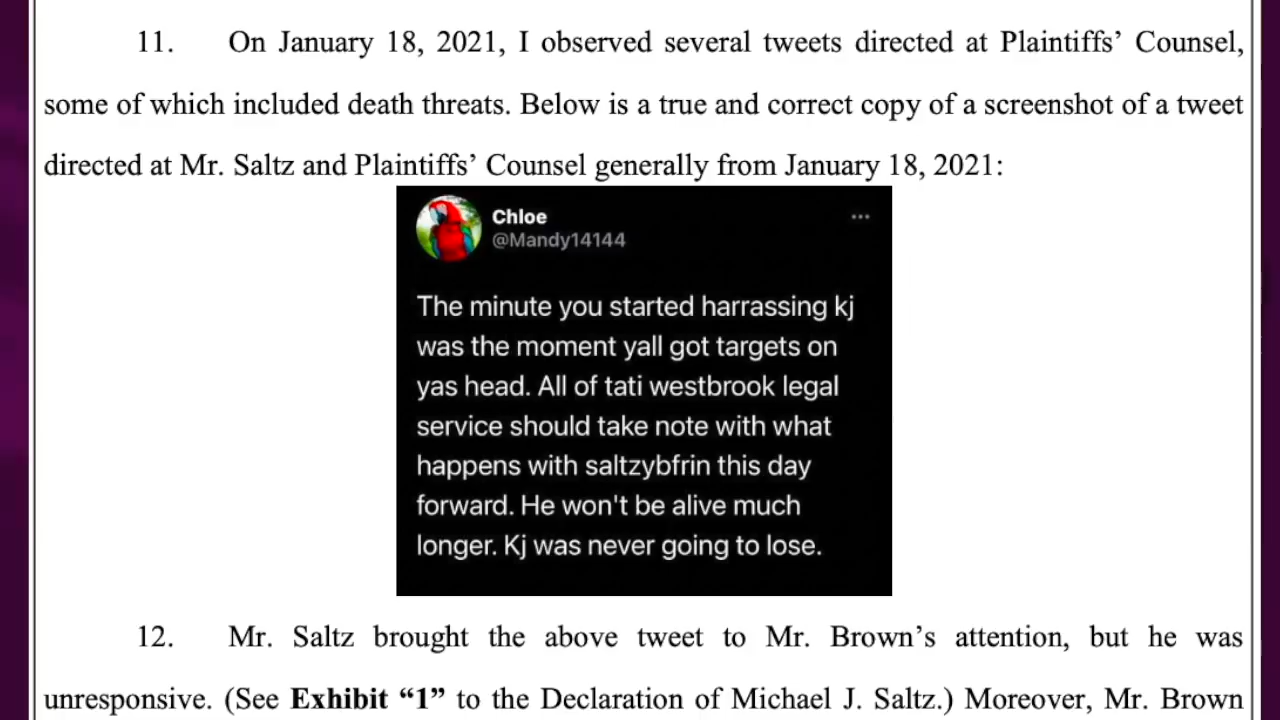 11. On January 18, 2021, I observed several tweets directed at Plaintiffs’ Counsel,
some of which included death threats. Below is a true and correct copy of a screenshot of a tweet
directed at Mr. Saltz and Plaintiffs’ Counsel generally from January 18, 2021:
Chloe
@Mandy14144
The minute you started harrassing kj
was the moment yall got targets on
yas head. All of tati westbrook legal
service should take note with what
happens with saltzybfrin this day
forward. He won't be alive much
longer. Kj was never going to lose.
12. Mr. Saltz brought the above tweet to Mr. Brown’s attention, but he was
unresponsive. (See Exhibit “1” to the Declaration of Michael J. Saltz.) Moreover, Mr. Brown